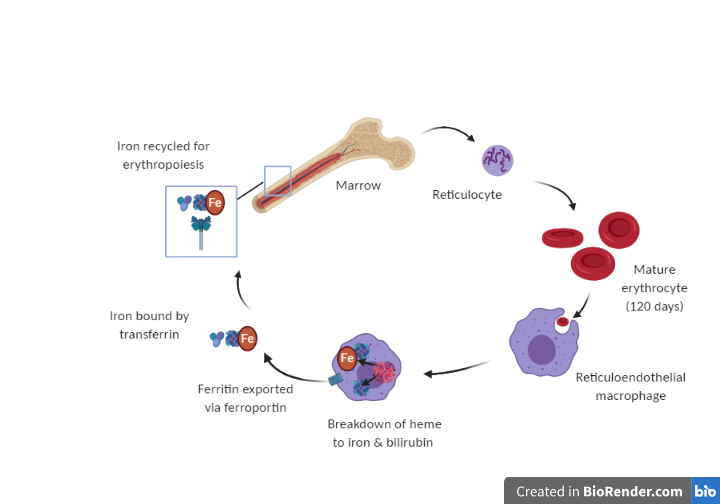 Iron recycled for
erythropoiesis
Fe
Marrow
Reticulocyte
Mature
erythrocyte
(120 days)
Reticuloendothelial
macrophage
Fe
Breakdown of heme
to iron & bilirubin
Ferritin exported
via ferroportin
Iron bound by
transferrin
Fe
Created in BioRender.com bio